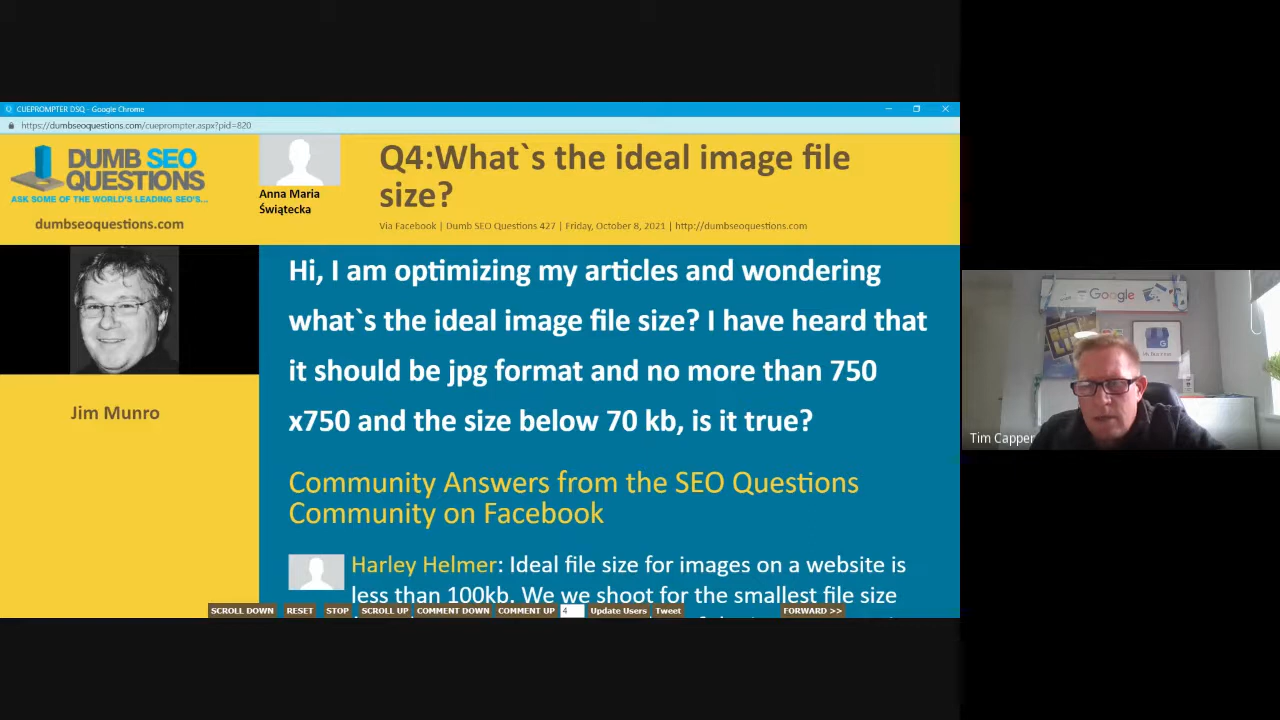 CUEPROMPTER DSQ - Google Chrome
https://dumbseoquestions.com/cueprompter.aspx?pid=820
DUMB SEO
QUESTIONS
ASK SOME OF THE WORLD'S LEADING SEO'S...
dumbseoquestions.com
Anna Maria
Świątecka
Q4:What`s the ideal image file
size?
Via Facebook | Dumb SEO Questions 427 | Friday, October 8, 2021 | http://dumbseoquestions.com
Jim Munro
Hi, I am optimizing my articles and wondering
what`s the ideal image file size? I have heard that
it should be jpg format and no more than 750
x750 and the size below 70 kb, is it true?
Community Answers from the SEO Questions
Community on Facebook
Harley Helmer: Ideal file size for images on a website is
less than 100kb. We we shoot for the smallest file size
SCROLL DOWN RESET STOP SCROLL UP COMMENT DOWN COMMENT UP 4 Update Users Tweet FORWARD >>
Google
Tim Capper